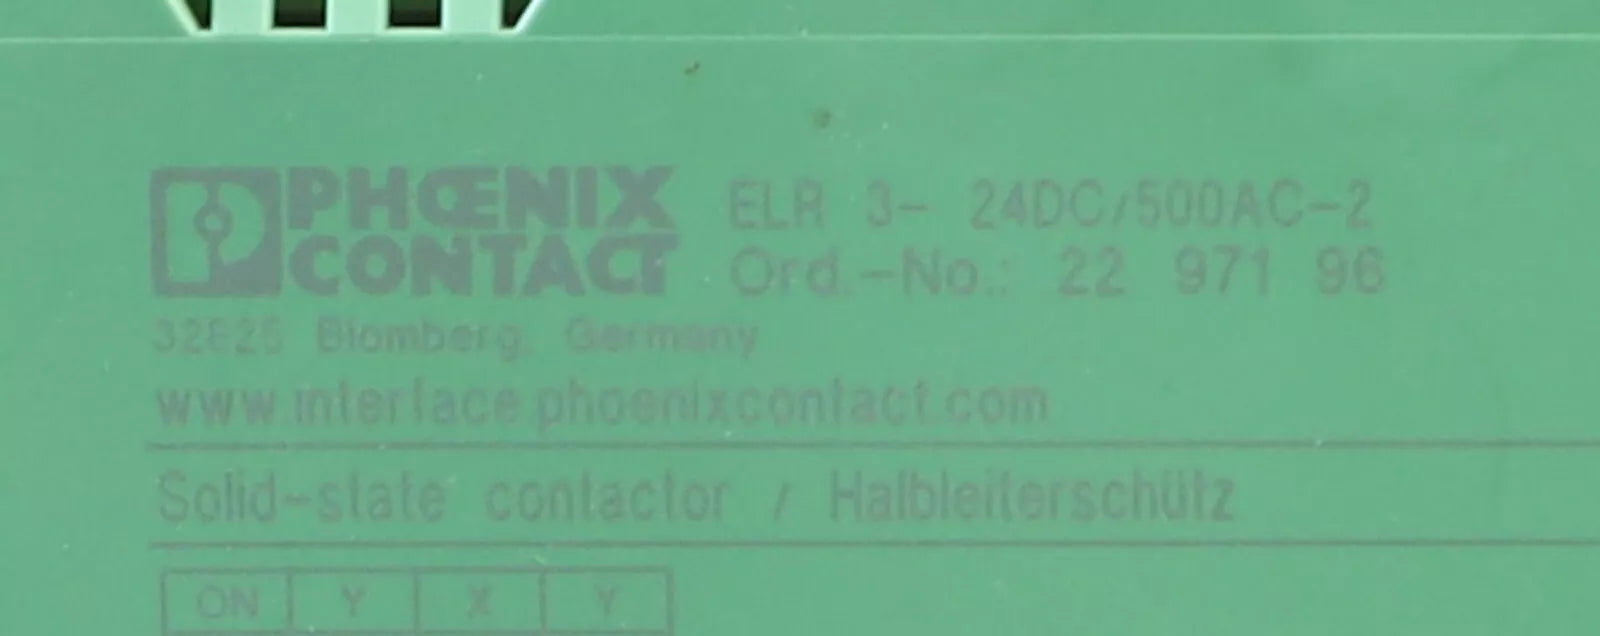 PHŒNIX
CONTACT
ELR 3- 24DC/500AC-2
Ord.-No.: 22 971 96
32825 Blomberg, Germany
www.interface.phoenixcontact.com
Solid-state contactor / Halbleiterschütz
ON Y X Y